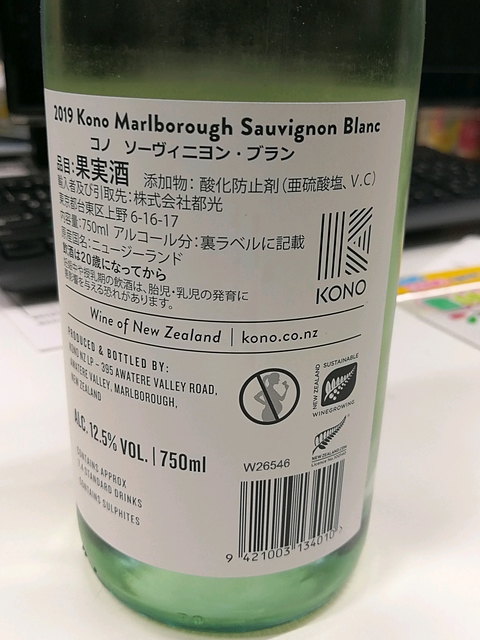 2019 Kono Marlborough Sauvignon Blanc
コノ ソーヴィニヨン・ブラン
品目:果実酒 添加物:酸化防止剤(亜硫酸塩、V.C)
輸入者及び引取先:株式会社都光
東京都台東区上野 6-16-17
内容量:750ml アルコール分:裏ラベルに記載
原産国名:ニュージーランド
飲酒は20歳になってから
妊娠中や授乳期の飲酒は、胎児・乳児の発育に
悪影響を与える恐れがあります。
KONO
Wine of New Zealand | kono.co.nz
PRODUCED & BOTTLED BY:
KONO NZ LP – 395 AWATERE VALLEY ROAD,
AWATERE VALLEY, MARLBOROUGH,
NEW ZEALAND
SUSTAINABLE
NEW ZEALAND
WINEGROWING
ALC. 12.5% VOL. | 750ml
CONTAINS APPROX
STANDARD DRINKS
CONTAINS SULPHITES
W26546
9 421003 134010